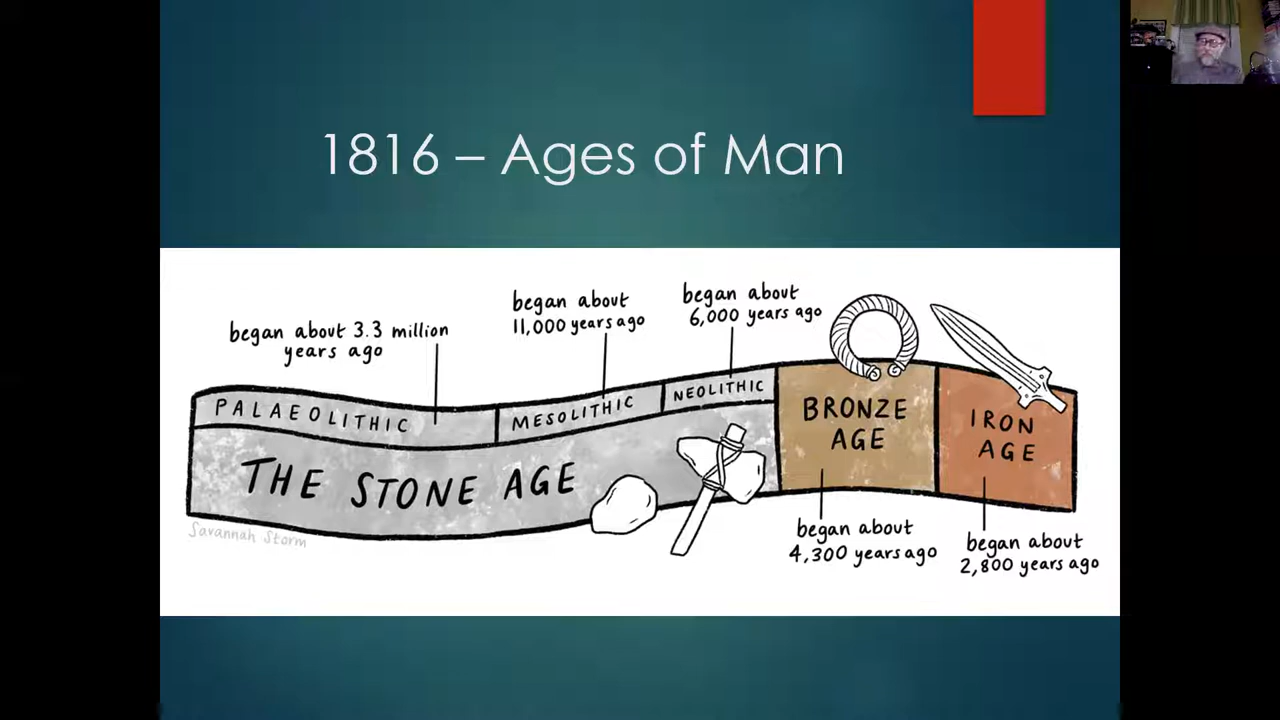 1816 – Ages of Man
began about 3.3 million
years ago
began about
11,000 years ago
began about
6,000 years ago
PALAEOLITHIC
MESOLITHIC
NEOLITHIC
THE STONE AGE
BRONZE
AGE
IRON
AGE
Savannah Storm
began about
4,300 years ago
began about
2,800 years ago